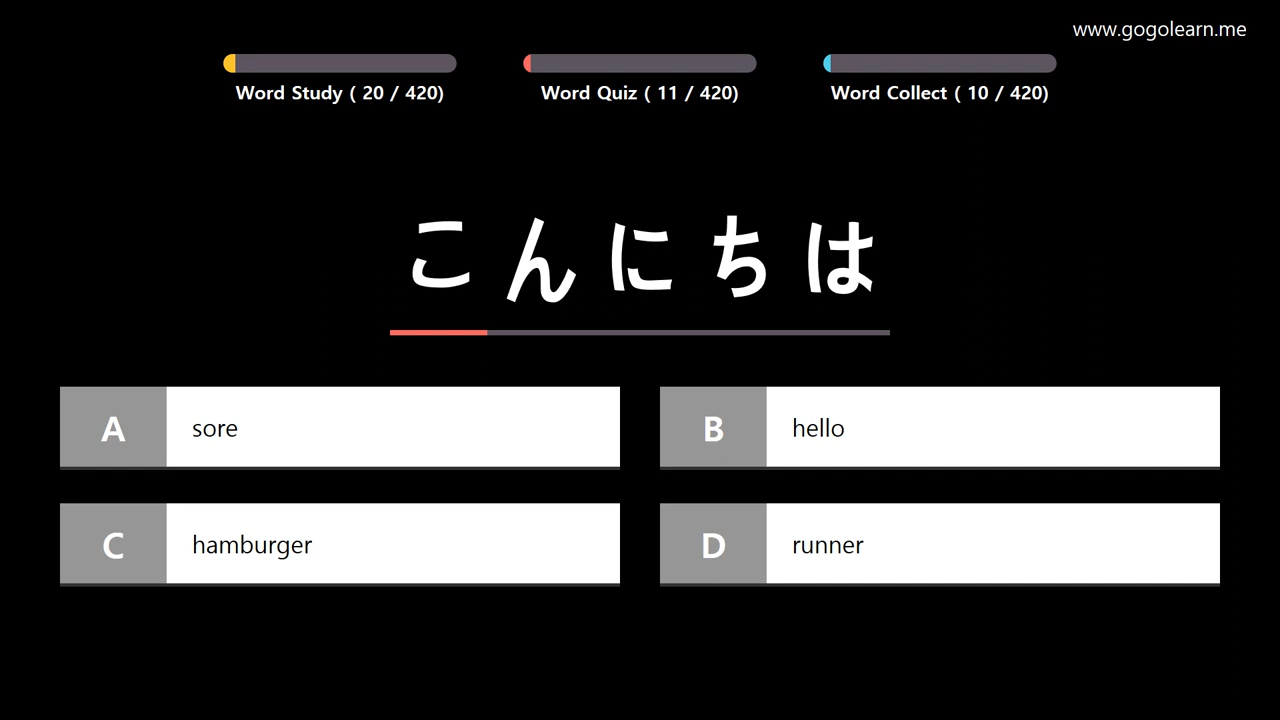 www.gogolearn.me
Word Study ( 20 / 420)
Word Quiz ( 11 / 420)
Word Collect ( 10 / 420)
こんにちは
A sore
B hello
C hamburger
D runner